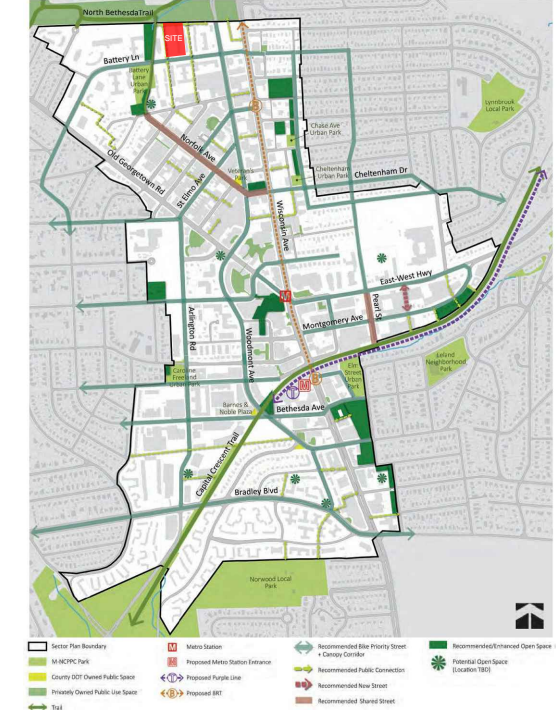 North BethesdaTrail
SITE
Battery Ln
Battery
Lane
Urban
Park
Lynnbrook
Local Park
Norfolk Ave
Chase Ave
Urban Park
Old Georgetown Rd
St Elmo Ave
Veteran's
Park
Cheltenham
Urban Park
Cheltenham Dr
Wisconsin Ave
East-West Hwy
M
Pearl St
Montgomery Ave
Arlington Rd
Woodmont Ave
Leland
Neighborhood
Park
Caroline
Freeland
Urban Park
Elm
Street
Urban
Park
M
B
Barnes &
Noble Plaza
Bethesda Ave
Capital Crescent Trail
Bradley Blvd
Norwood Local
Park
Sector Plan Boundary
M-NCPPC Park
County DOT Owned Public Space
Privately Owned Public Use Space
Trail
M Metro Station
M Proposed Metro Station Entrance
Proposed Purple Line
B Proposed BRT
Recommended Bike Priority Street
+ Canopy Corridor
Recommended Public Connection
Recommended New Street
Recommended Shared Street
Recommended/Enhanced Open Space
Potential Open Space
(Location TBD)